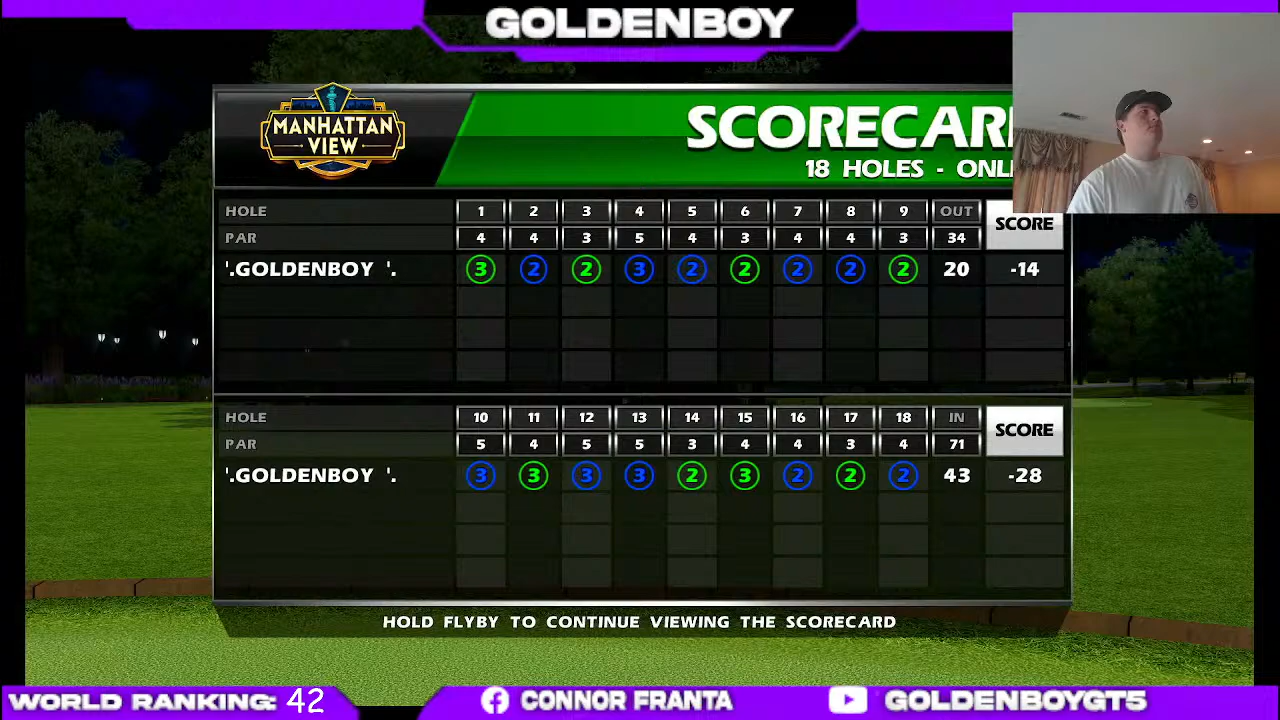 GOLDENBOY
MANHATTAN
VIEW
SCORECAR
18 HOLES - ONL
HOLE 1 2 3 4 5 6 7 8 9 OUT SCORE
PAR 4 4 3 5 4 3 4 4 3 34
'.GOLDENBOY '. 3 2 2 3 2 2 2 2 2 20 -14
HOLE 10 11 12 13 14 15 16 17 18 IN SCORE
PAR 5 4 5 5 3 4 4 3 4 71
'.GOLDENBOY '. 3 3 3 3 2 3 2 2 2 43 -28
HOLD FLYBY TO CONTINUE VIEWING THE SCORECARD
WORLD RANKING: 42 CONNOR FRANTA GOLDENBOYGT5